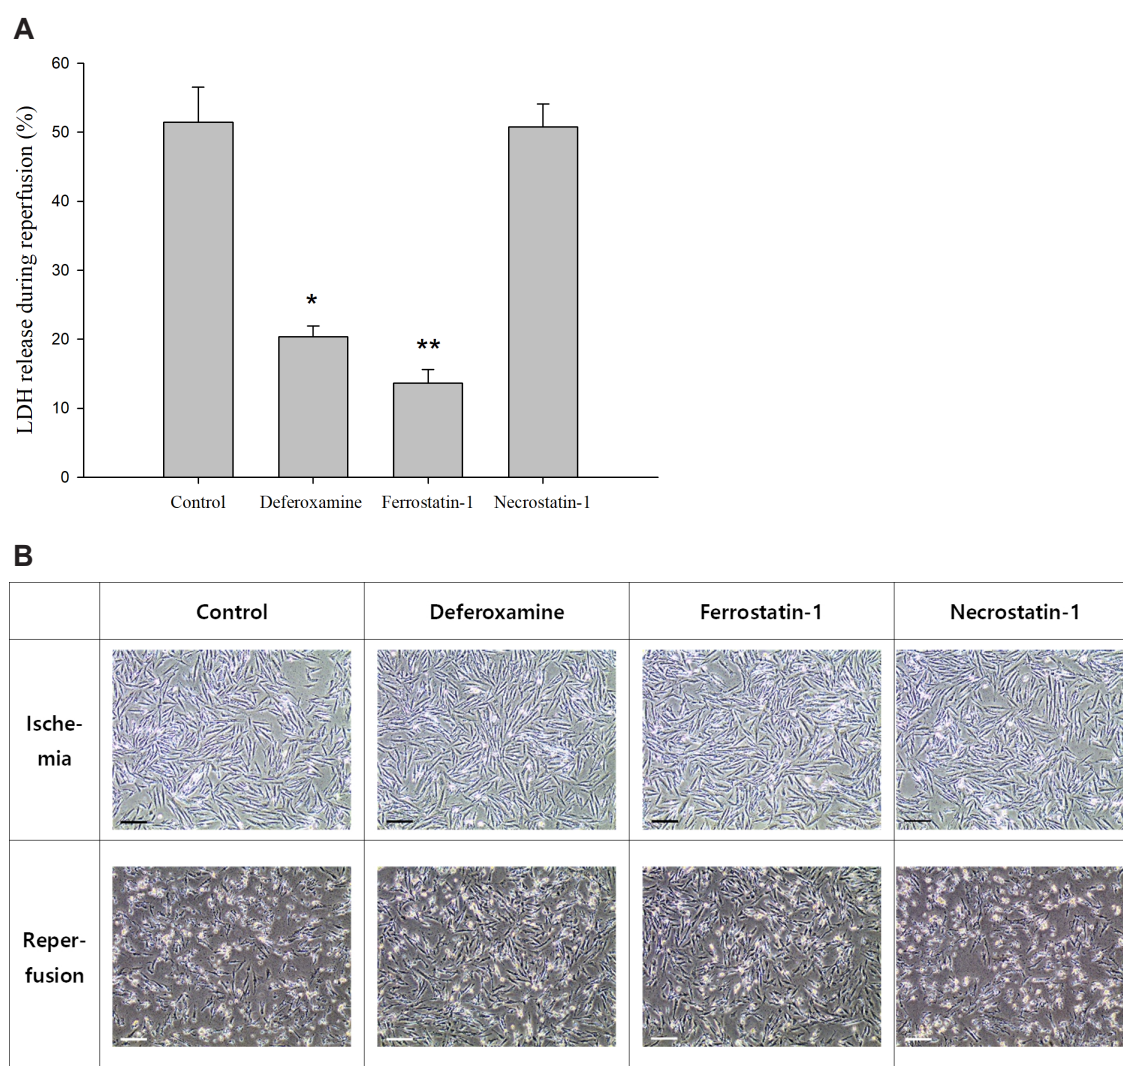 A
LDH release during reperfusion (%)
60
50
40
30
20
10
0
*
**
Control
Deferoxamine
Ferrostatin-1
Necrostatin-1
B
Control
Deferoxamine
Ferrostatin-1
Necrostatin-1
Ische-
mia
Reper-
fusion